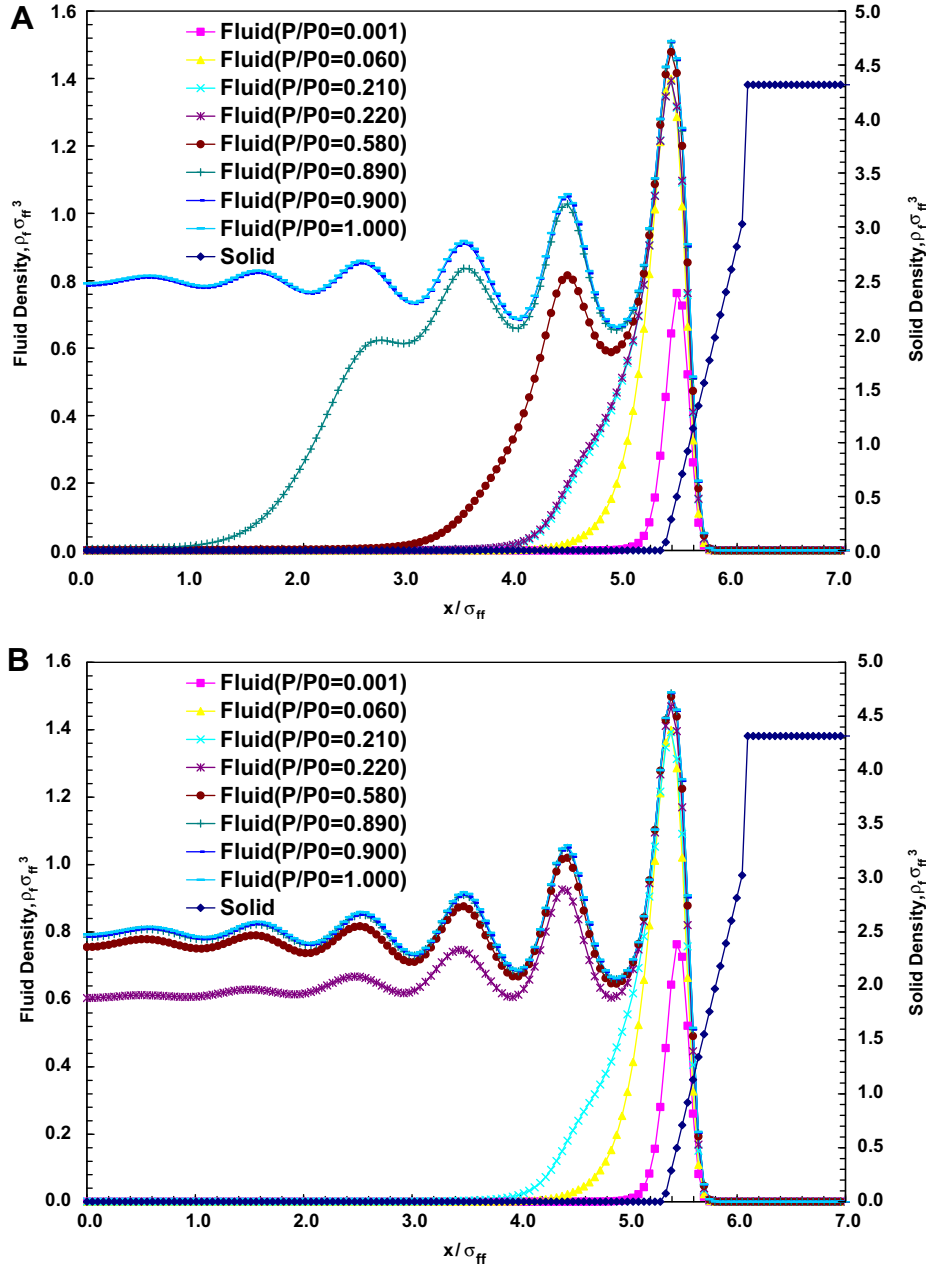 A
Fluid(P/P0=0.001)
Fluid(P/P0=0.060)
Fluid(P/P0=0.210)
Fluid(P/P0=0.220)
Fluid(P/P0=0.580)
Fluid(P/P0=0.890)
Fluid(P/P0=0.900)
Fluid(P/P0=1.000)
Solid
1.6
1.4
1.2
1.0
0.8
0.6
0.4
0.2
0.0
Fluid Density, ρf σff³
5.0
4.5
4.0
3.5
3.0
2.5
2.0
1.5
1.0
0.5
0.0
Solid Density, ρf σff³
0.0 1.0 2.0 3.0 4.0 5.0 6.0 7.0
x/σff
B
Fluid(P/P0=0.001)
Fluid(P/P0=0.060)
Fluid(P/P0=0.210)
Fluid(P/P0=0.220)
Fluid(P/P0=0.580)
Fluid(P/P0=0.890)
Fluid(P/P0=0.900)
Fluid(P/P0=1.000)
Solid
1.6
1.4
1.2
1.0
0.8
0.6
0.4
0.2
0.0
Fluid Density, ρf σff³
5.0
4.5
4.0
3.5
3.0
2.5
2.0
1.5
1.0
0.5
0.0
Solid Density, ρf σff³
0.0 1.0 2.0 3.0 4.0 5.0 6.0 7.0
x/σff